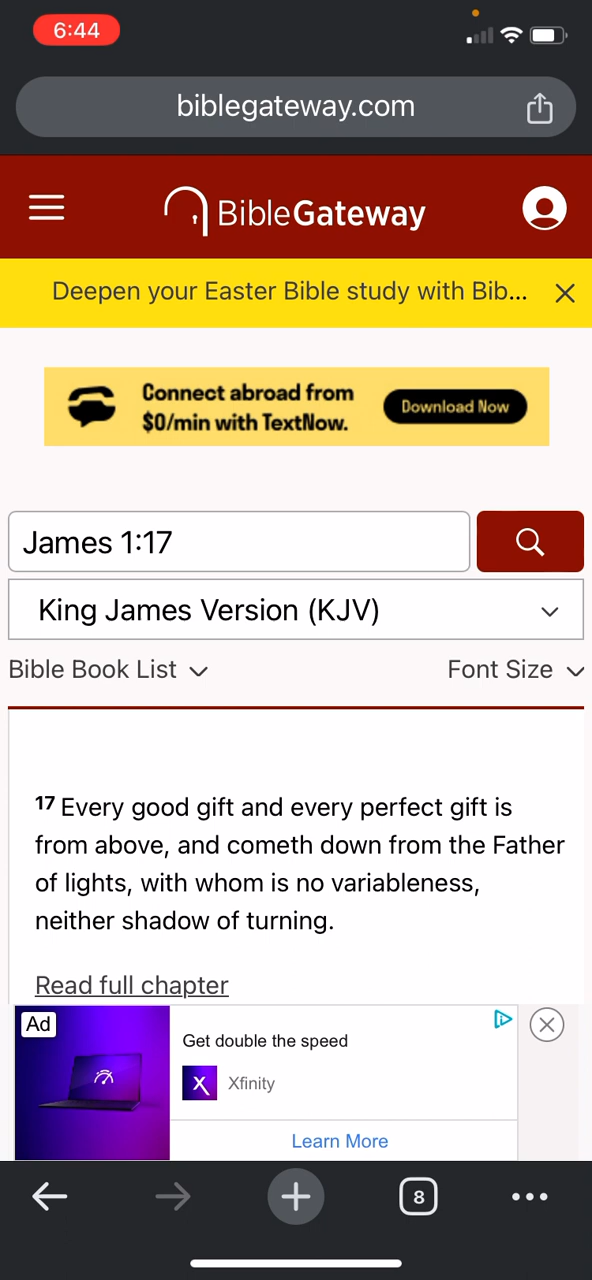 6:44
biblegateway.com
BibleGateway
Deepen your Easter Bible study with Bib...
Connect abroad from
$0/min with TextNow.
Download Now
James 1:17
King James Version (KJV)
Bible Book List
Font Size
17 Every good gift and every perfect gift is
from above, and cometh down from the Father
of lights, with whom is no variableness,
neither shadow of turning.
Read full chapter
Ad
Get double the speed
X
Xfinity
Learn More
8